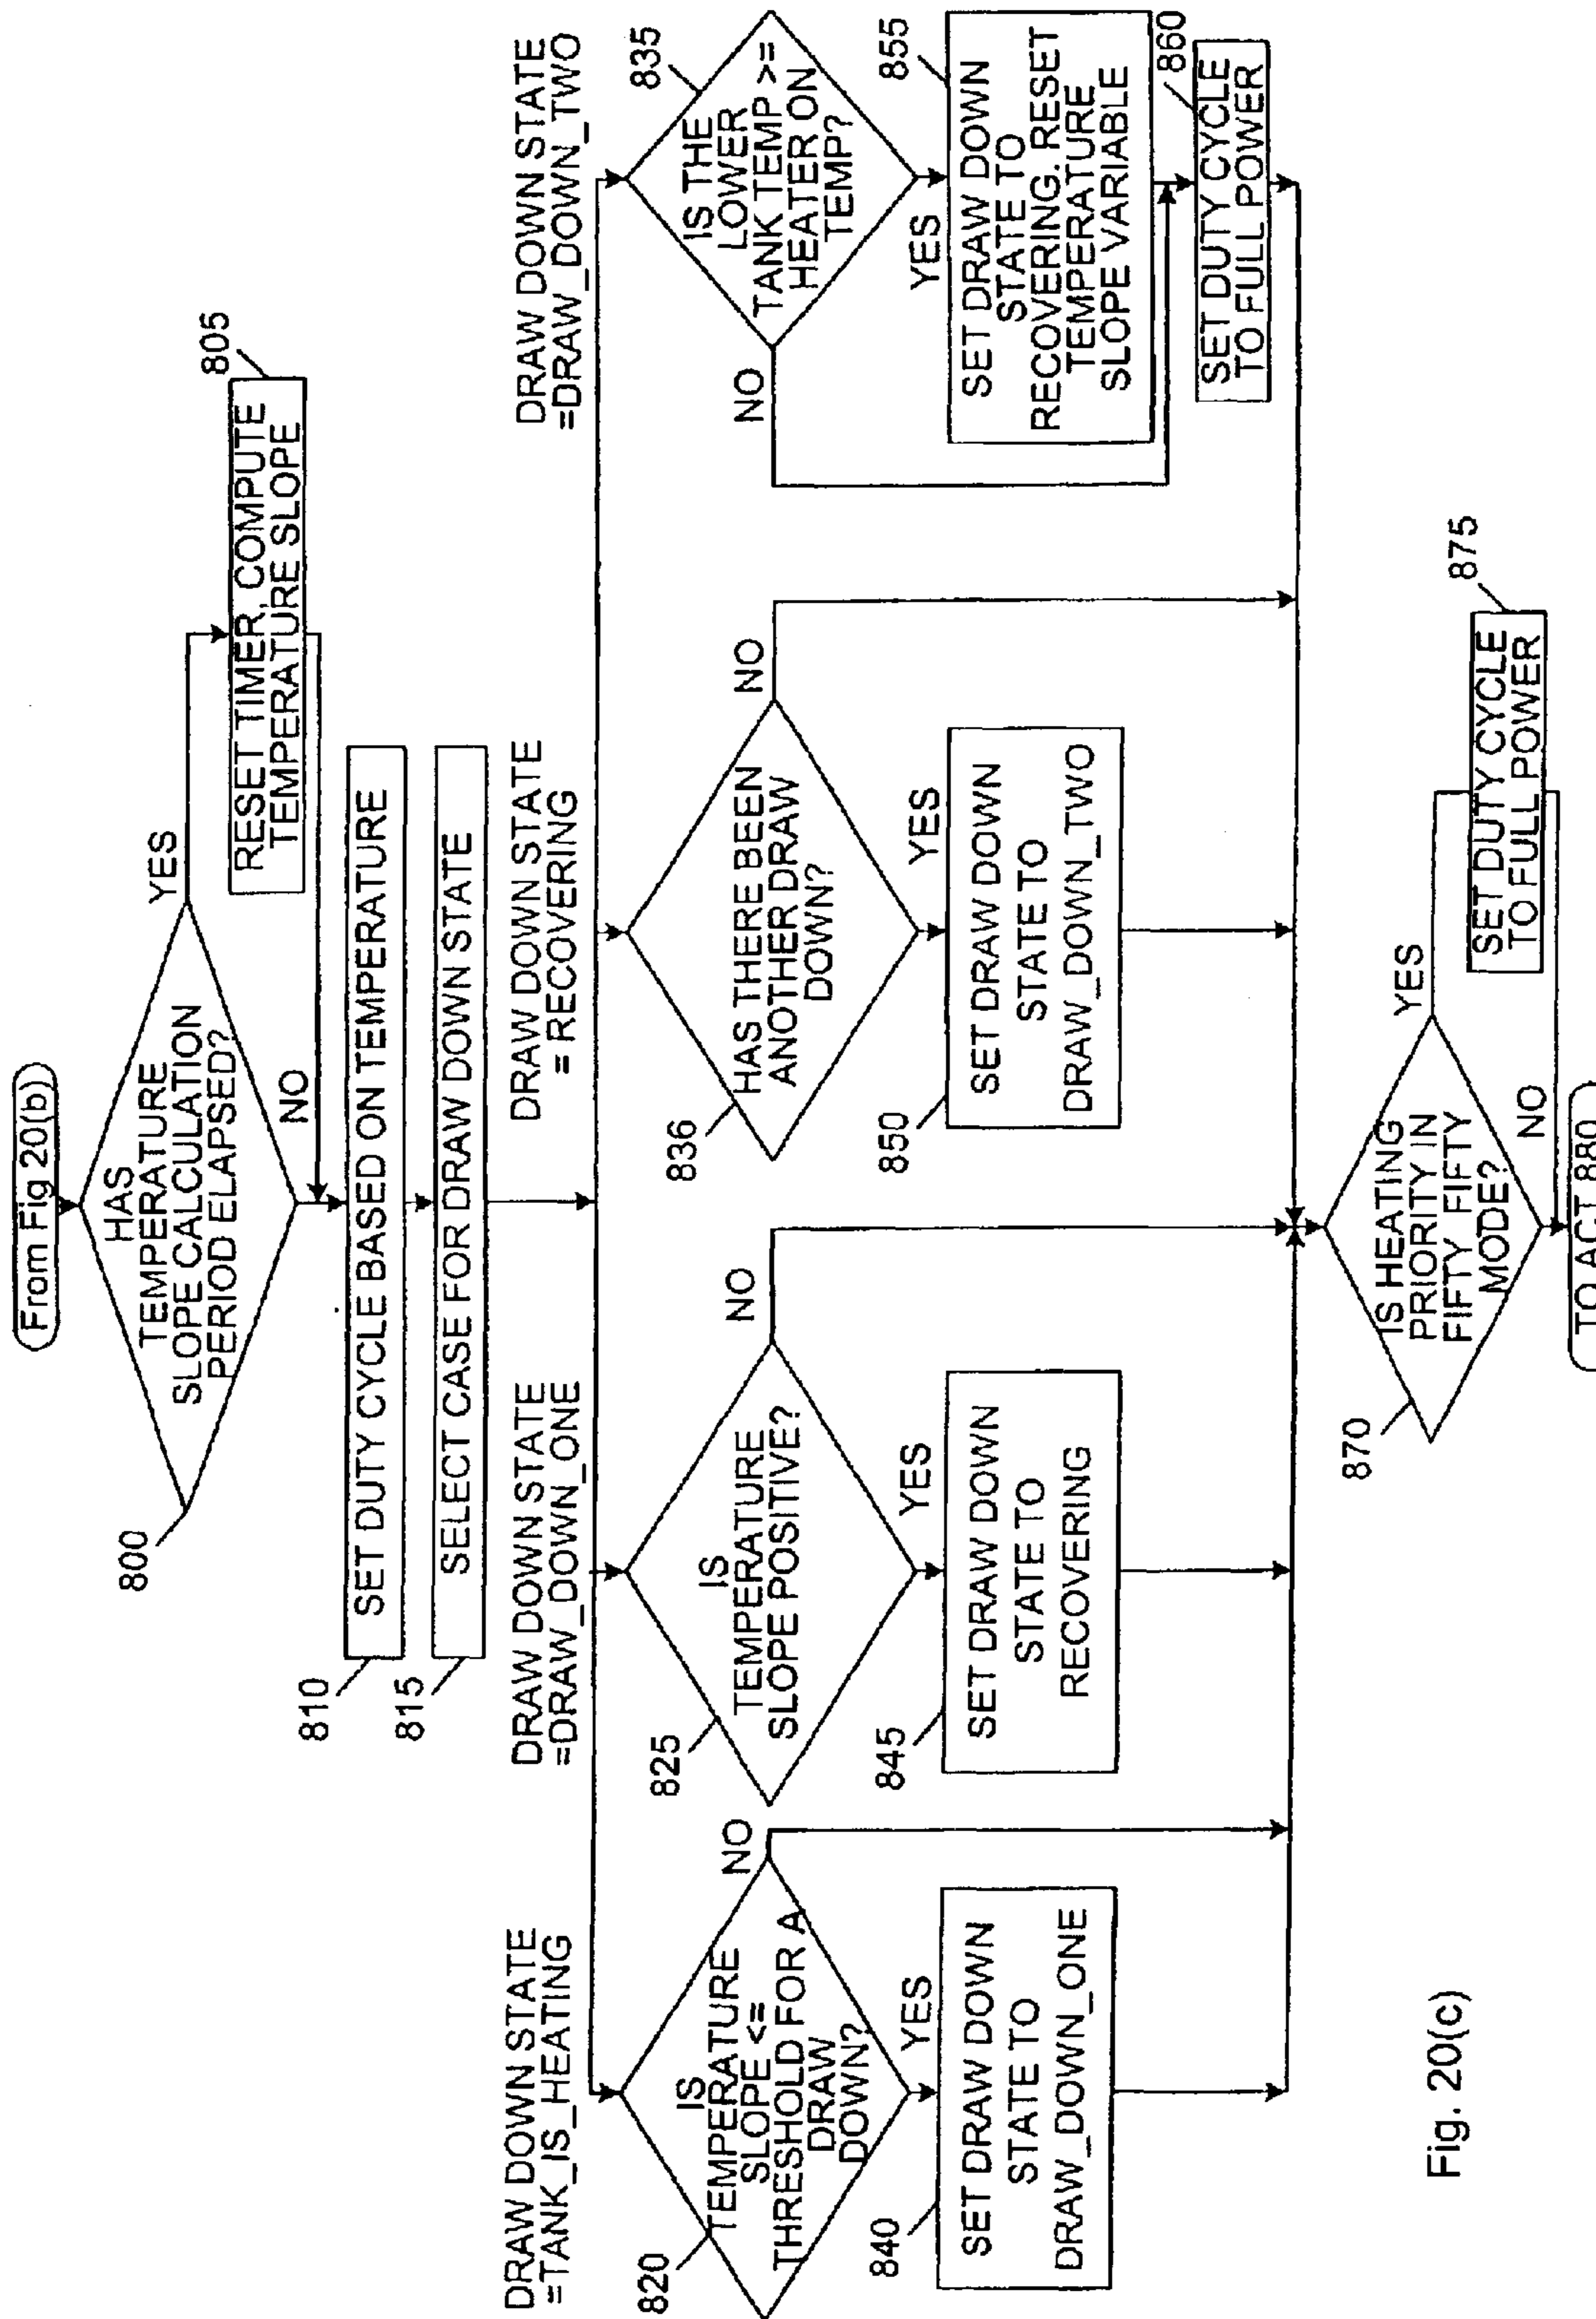 From Fig 20(b)
HAS
TEMPERATURE
SLOPE CALCULATION
PERIOD ELAPSED?
800
YES
NO
RESET TIMER, COMPUTE
TEMPERATURE SLOPE
805
SET DUTY CYCLE BASED ON TEMPERATURE
810
SELECT CASE FOR DRAW DOWN STATE
815
DRAW DOWN STATE
=TANK_IS_HEATING
IS
TEMPERATURE
SLOPE <=
THRESHOLD FOR A
DRAW
DOWN?
820
NO
YES
SET DRAW DOWN
STATE TO
DRAW_DOWN_ONE
840
DRAW DOWN STATE
=DRAW_DOWN_ONE
IS
TEMPERATURE
SLOPE POSITIVE?
825
NO
YES
SET DRAW DOWN
STATE TO
RECOVERING
845
DRAW DOWN STATE
= RECOVERING
HAS THERE BEEN
ANOTHER DRAW
DOWN?
836
NO
YES
SET DRAW DOWN
STATE TO
DRAW_DOWN_TWO
850
DRAW DOWN STATE
=DRAW_DOWN_TWO
IS THE
LOWER
TANK TEMP >=
HEATER ON
TEMP?
835
NO
YES
SET DRAW DOWN
STATE TO
RECOVERING. RESET
TEMPERATURE
SLOPE VARIABLE
855
SET DUTY CYCLE
TO FULL POWER
860
IS HEATING
PRIORITY IN
FIFTY FIFTY
MODE?
870
YES
NO
SET DUTY CYCLE
TO FULL POWER
875
TO ACT 880
Fig. 20(c)